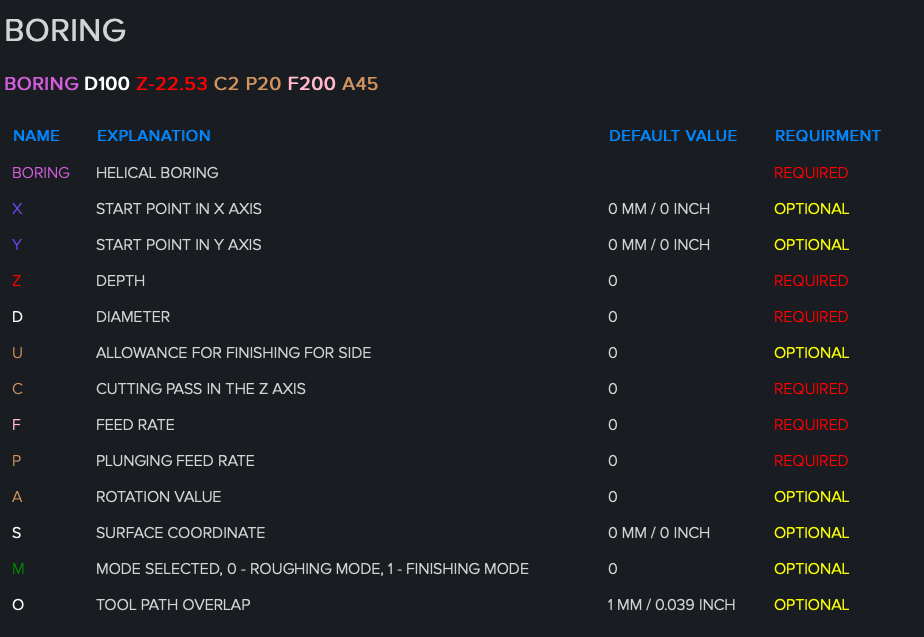 BORING
BORING D100 Z-22.53 C2 P20 F200 A45
NAME EXPLANATION DEFAULT VALUE REQUIRMENT
BORING HELICAL BORING REQUIRED
X START POINT IN X AXIS 0 MM / 0 INCH OPTIONAL
Y START POINT IN Y AXIS 0 MM / 0 INCH OPTIONAL
Z DEPTH 0 REQUIRED
D DIAMETER 0 REQUIRED
U ALLOWANCE FOR FINISHING FOR SIDE 0 OPTIONAL
C CUTTING PASS IN THE Z AXIS 0 REQUIRED
F FEED RATE 0 REQUIRED
P PLUNGING FEED RATE 0 REQUIRED
A ROTATION VALUE 0 OPTIONAL
S SURFACE COORDINATE 0 MM / 0 INCH OPTIONAL
M MODE SELECTED, 0 - ROUGHING MODE, 1 - FINISHING MODE 0 OPTIONAL
O TOOL PATH OVERLAP 1 MM / 0.039 INCH OPTIONAL